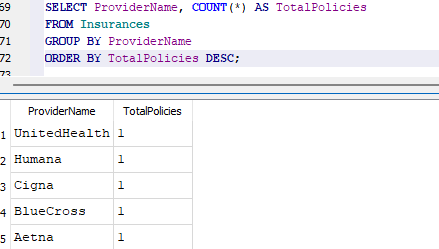 69 SELECT ProviderName, COUNT(*) AS TotalPolicies
70 FROM Insurances
71 GROUP BY ProviderName
72 ORDER BY TotalPolicies DESC;
73
ProviderName TotalPolicies
1 UnitedHealth 1
2 Humana 1
3 Cigna 1
4 BlueCross 1
5 Aetna 1